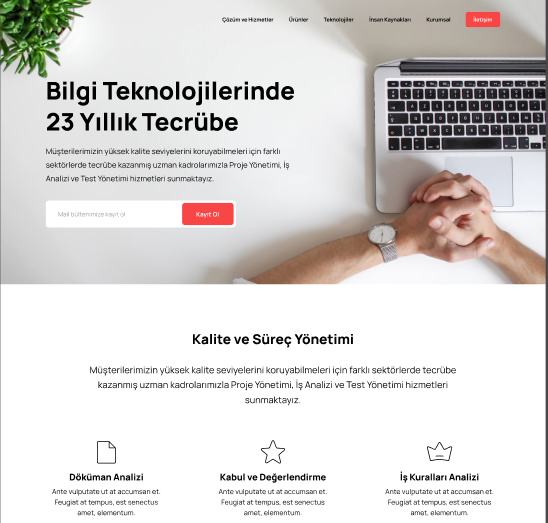 Çözüm ve Hizmetler Ürünler Teknolojiler İnsan Kaynakları Kurumsal İletişim
Bilgi Teknolojilerinde
23 Yıllık Tecrübe
Müşterilerimizin yüksek kalite seviyelerini koruyabilmeleri için farklı
sektörlerde tecrübe kazanmış uzman kadrolarımızla Proje Yönetimi, İş
Analizi ve Test Yönetimi hizmetleri sunmaktayız.
Mail bültenimize kayıt ol Kayıt Ol
Kalite ve Süreç Yönetimi
Müşterilerimizin yüksek kalite seviyelerini koruyabilmeleri için farklı sektörlerde tecrübe
kazanmış uzman kadrolarımızla Proje Yönetimi, İş Analizi ve Test Yönetimi hizmetleri
sunmaktayız.
Döküman Analizi Kabul ve Değerlendirme İş Kuralları Analizi
Ante vulputate ut at accumsan et. Ante vulputate ut at accumsan et. Ante vulputate ut at accumsan et.
Feugiat at tempus, est senectus Feugiat at tempus, est senectus Feugiat at tempus, est senectus
amet, elementum. amet, elementum. amet, elementum.